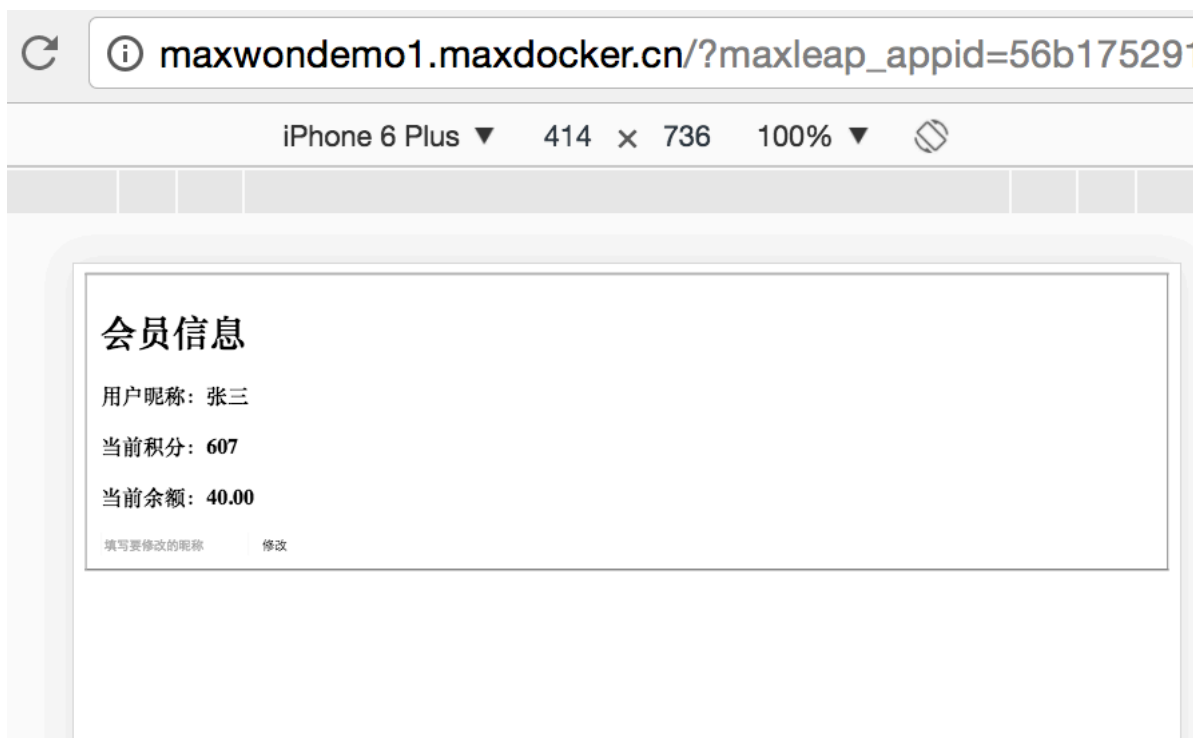 maxwondemo1.maxdocker.cn/?maxleap_appid=56b175291
iPhone 6 Plus ▼ 414 × 736 100% ▼
会员信息
用户昵称：张三
当前积分：607
当前余额：40.00
填写要修改的昵称 修改